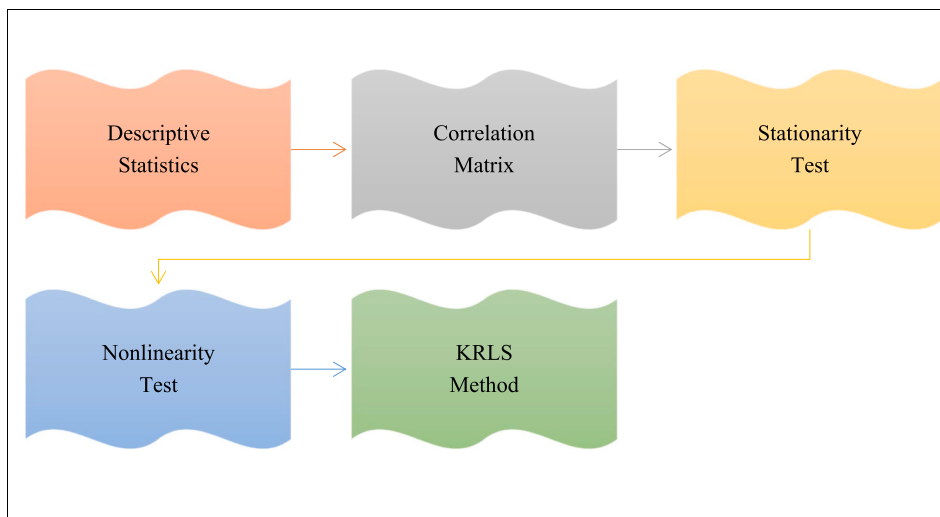 Descriptive
Statistics
Correlation
Matrix
Stationarity
Test
Nonlinearity
Test
KRLS
Method